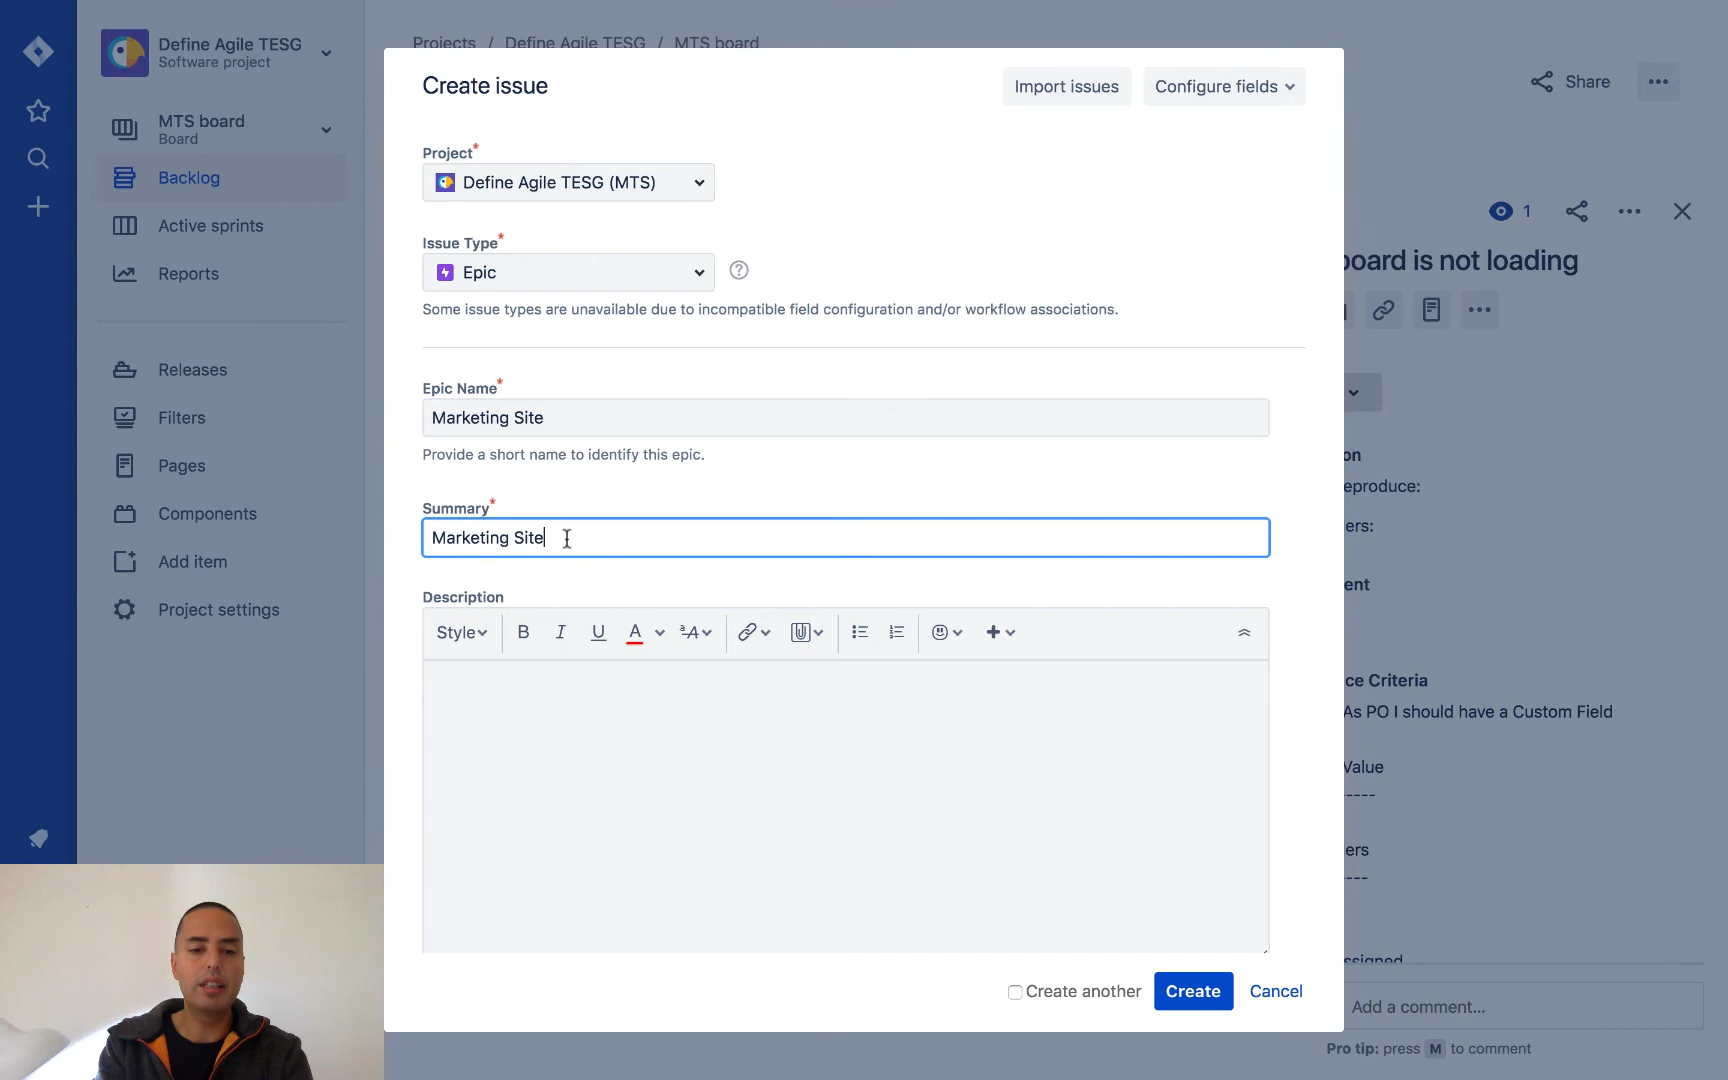 Define Agile TESG
Software project
MTS board
Board
Backlog
Active sprints
Reports
Releases
Filters
Pages
Components
Add item
Project settings
Projects / Define Agile TESG / MTS board
Create issue
Import issues
Configure fields
Project*
Define Agile TESG (MTS)
Issue Type*
Epic
?
Some issue types are unavailable due to incompatible field configuration and/or workflow associations.
Epic Name*
Marketing Site
Provide a short name to identify this epic.
Summary*
Marketing Site
Description
Style
B I U A ªA
Create another
Create
Cancel
Share
1
board is not loading
on
eproduce:
ers:
ent
ce Criteria
As PO I should have a Custom Field
Value
-----
ers
----
ssigned
Add a comment...
Pro tip: press M to comment